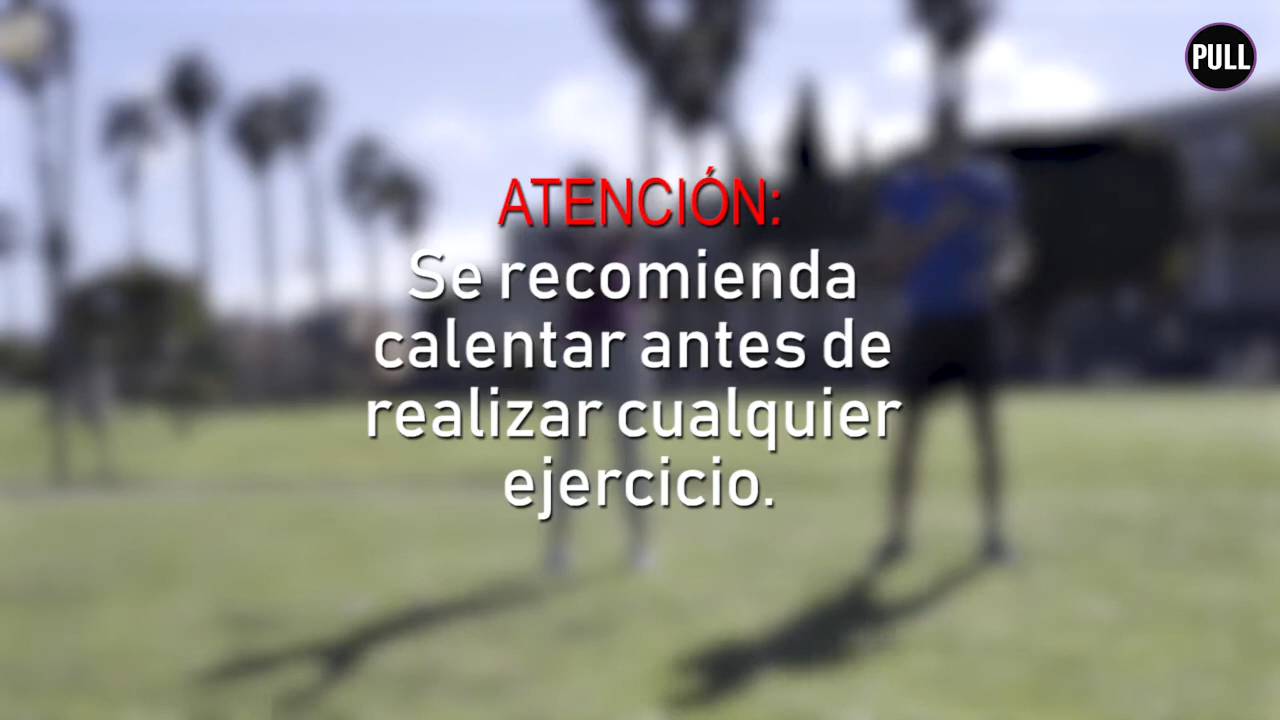 PULL
ATENCIÓN:
Se recomienda
calentar antes de
realizar cualquier
ejercicio.